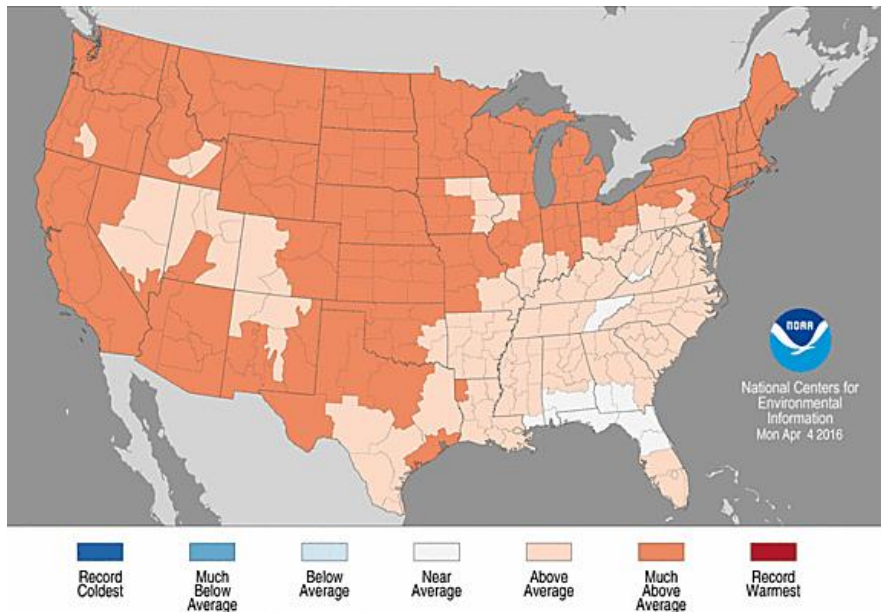 NOAA
National Centers for
Environmental
Information
Mon Apr 4 2016
Record
Coldest
Much
Below
Average
Below
Average
Near
Average
Above
Average
Much
Above
Average
Record
Warmest